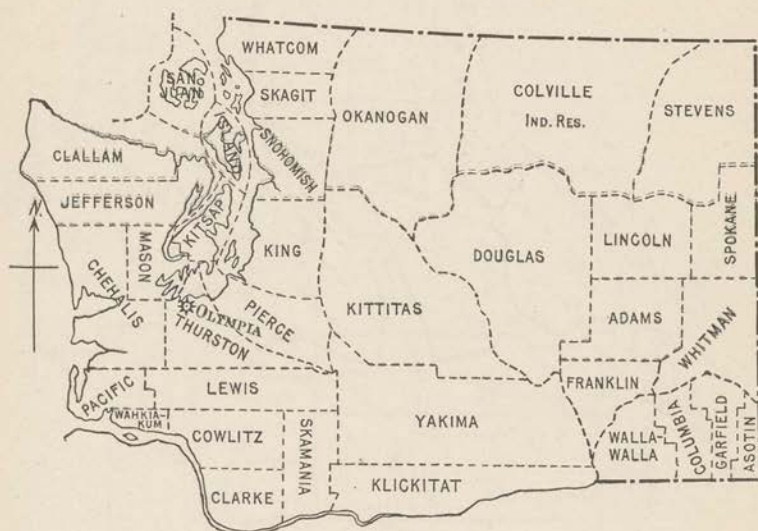 WHATCOM
SAN
JUAN
SKAGIT
OKANOGAN
COLVILLE
IND. RES.
STEVENS
ISLAND
SNOHOMISH
CLALLAM
JEFFERSON
KITSAP
SPOKANE
N.
MASON
KING
DOUGLAS
LINCOLN
CHEHALIS
OLYMPIA
PIERCE
KITTITAS
THURSTON
ADAMS
WHITMAN
PACIFIC
LEWIS
FRANKLIN
WAHKIA-
KUM
COWLITZ
SKAMANIA
YAKIMA
WALLA-
WALLA
COLUMBIA
GARFIELD
ASOTIN
CLARKE
KLICKITAT